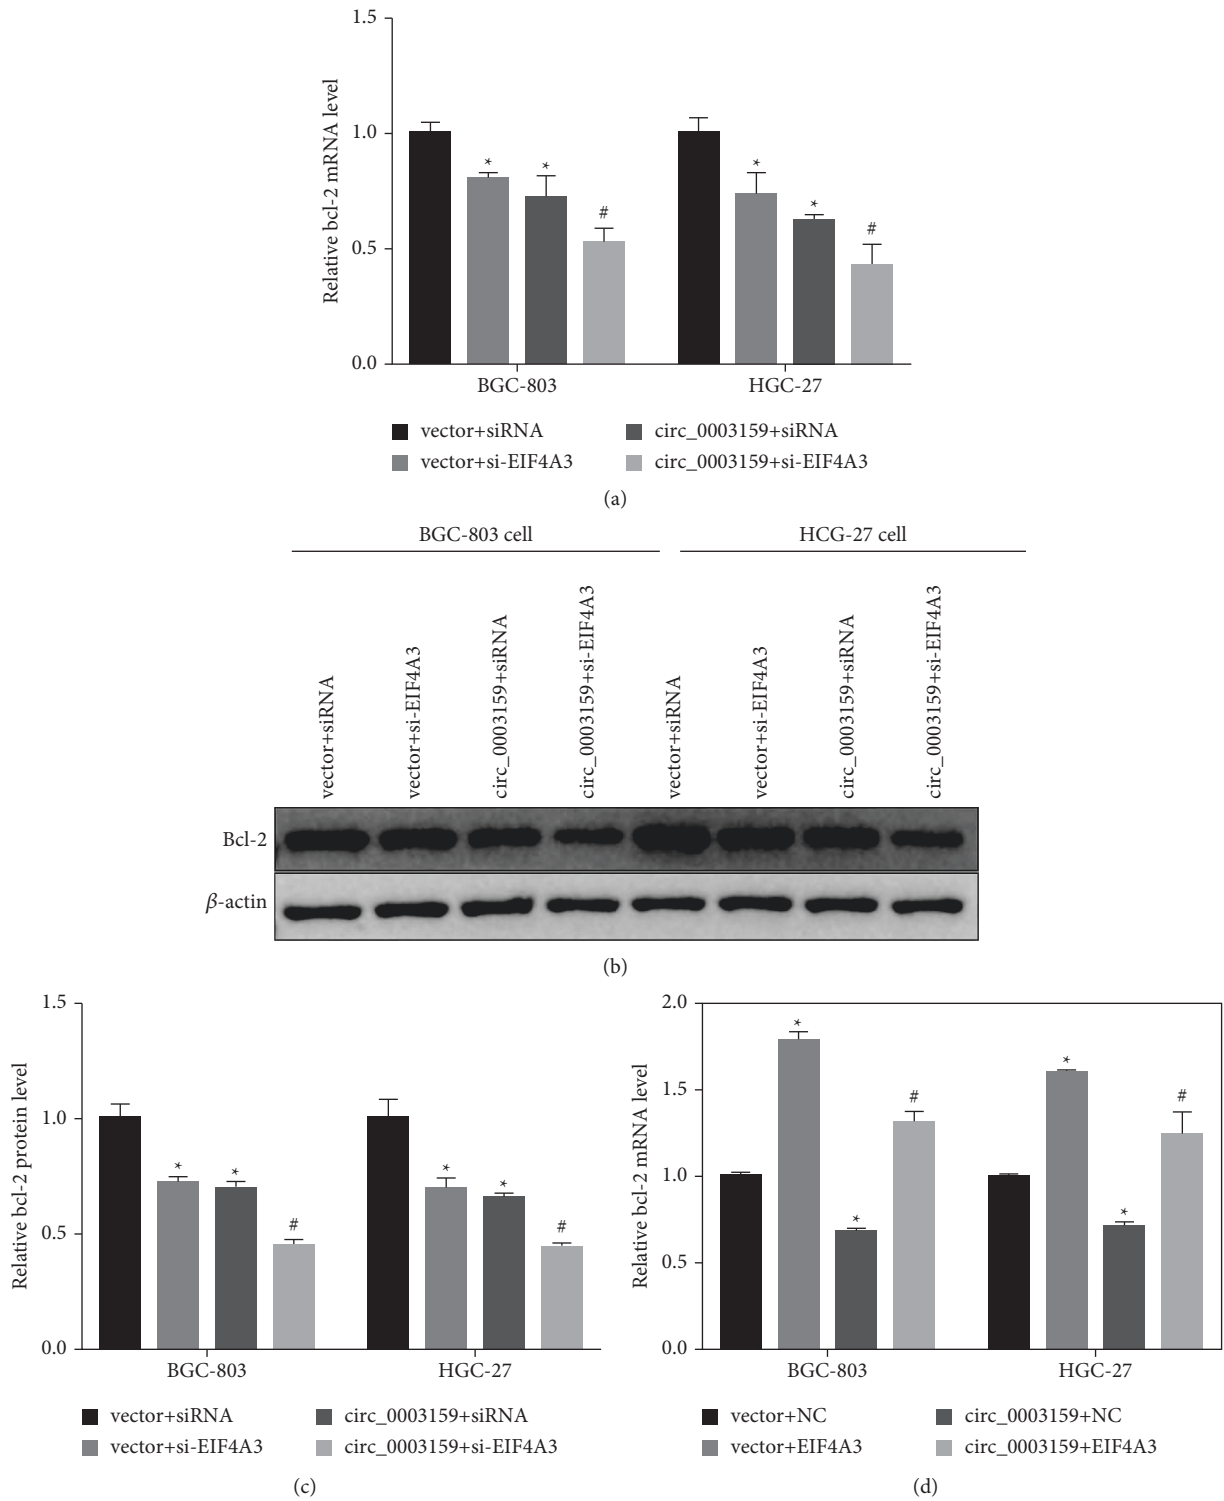 1.5
1.0
0.5
0.0
Relative bcl-2 mRNA level
* * # * * #
BGC-803 HGC-27
vector+siRNA circ_0003159+siRNA
vector+si-EIF4A3 circ_0003159+si-EIF4A3
(a)
BGC-803 cell HCG-27 cell
vector+siRNA
vector+si-EIF4A3
circ_0003159+siRNA
circ_0003159+si-EIF4A3
vector+siRNA
vector+si-EIF4A3
circ_0003159+siRNA
circ_0003159+si-EIF4A3
Bcl-2
β-actin
(b)
1.5
1.0
0.5
0.0
Relative bcl-2 protein level
* * # * * #
BGC-803 HGC-27
vector+siRNA circ_0003159+siRNA
vector+si-EIF4A3 circ_0003159+si-EIF4A3
(c)
2.0
1.5
1.0
0.5
0.0
Relative bcl-2 mRNA level
* * # * * #
BGC-803 HGC-27
vector+NC circ_0003159+NC
vector+EIF4A3 circ_0003159+EIF4A3
(d)